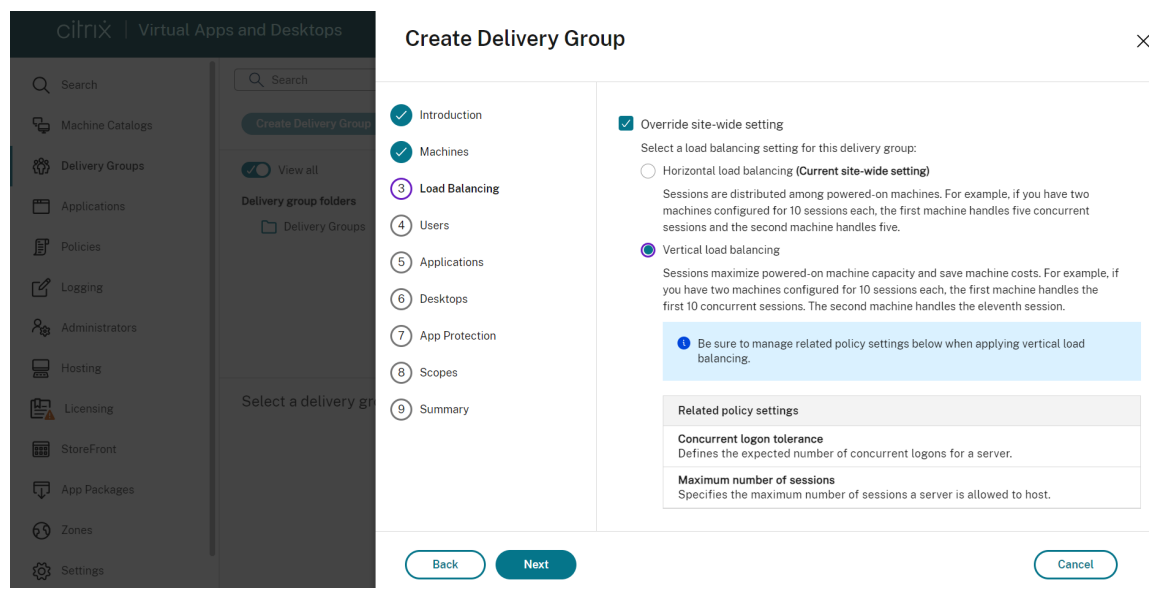 citrix | Virtual Apps and Desktops
Search
Machine Catalogs
Delivery Groups
Applications
Policies
Logging
Administrators
Hosting
Licensing
StoreFront
App Packages
Zones
Settings
Search
Create Delivery Group
View all
Delivery group folders
Delivery Groups
Select a delivery gr
Create Delivery Group
Introduction
Machines
3 Load Balancing
4 Users
5 Applications
6 Desktops
7 App Protection
8 Scopes
9 Summary
Override site-wide setting
Select a load balancing setting for this delivery group:
Horizontal load balancing (Current site-wide setting)
Sessions are distributed among powered-on machines. For example, if you have two
machines configured for 10 sessions each, the first machine handles five concurrent
sessions and the second machine handles five.
Vertical load balancing
Sessions maximize powered-on machine capacity and save machine costs. For example, if
you have two machines configured for 10 sessions each, the first machine handles the
first 10 concurrent sessions. The second machine handles the eleventh session.
Be sure to manage related policy settings below when applying vertical load
balancing.
Related policy settings
Concurrent logon tolerance
Defines the expected number of concurrent logons for a server.
Maximum number of sessions
Specifies the maximum number of sessions a server is allowed to host.
Back
Next
Cancel